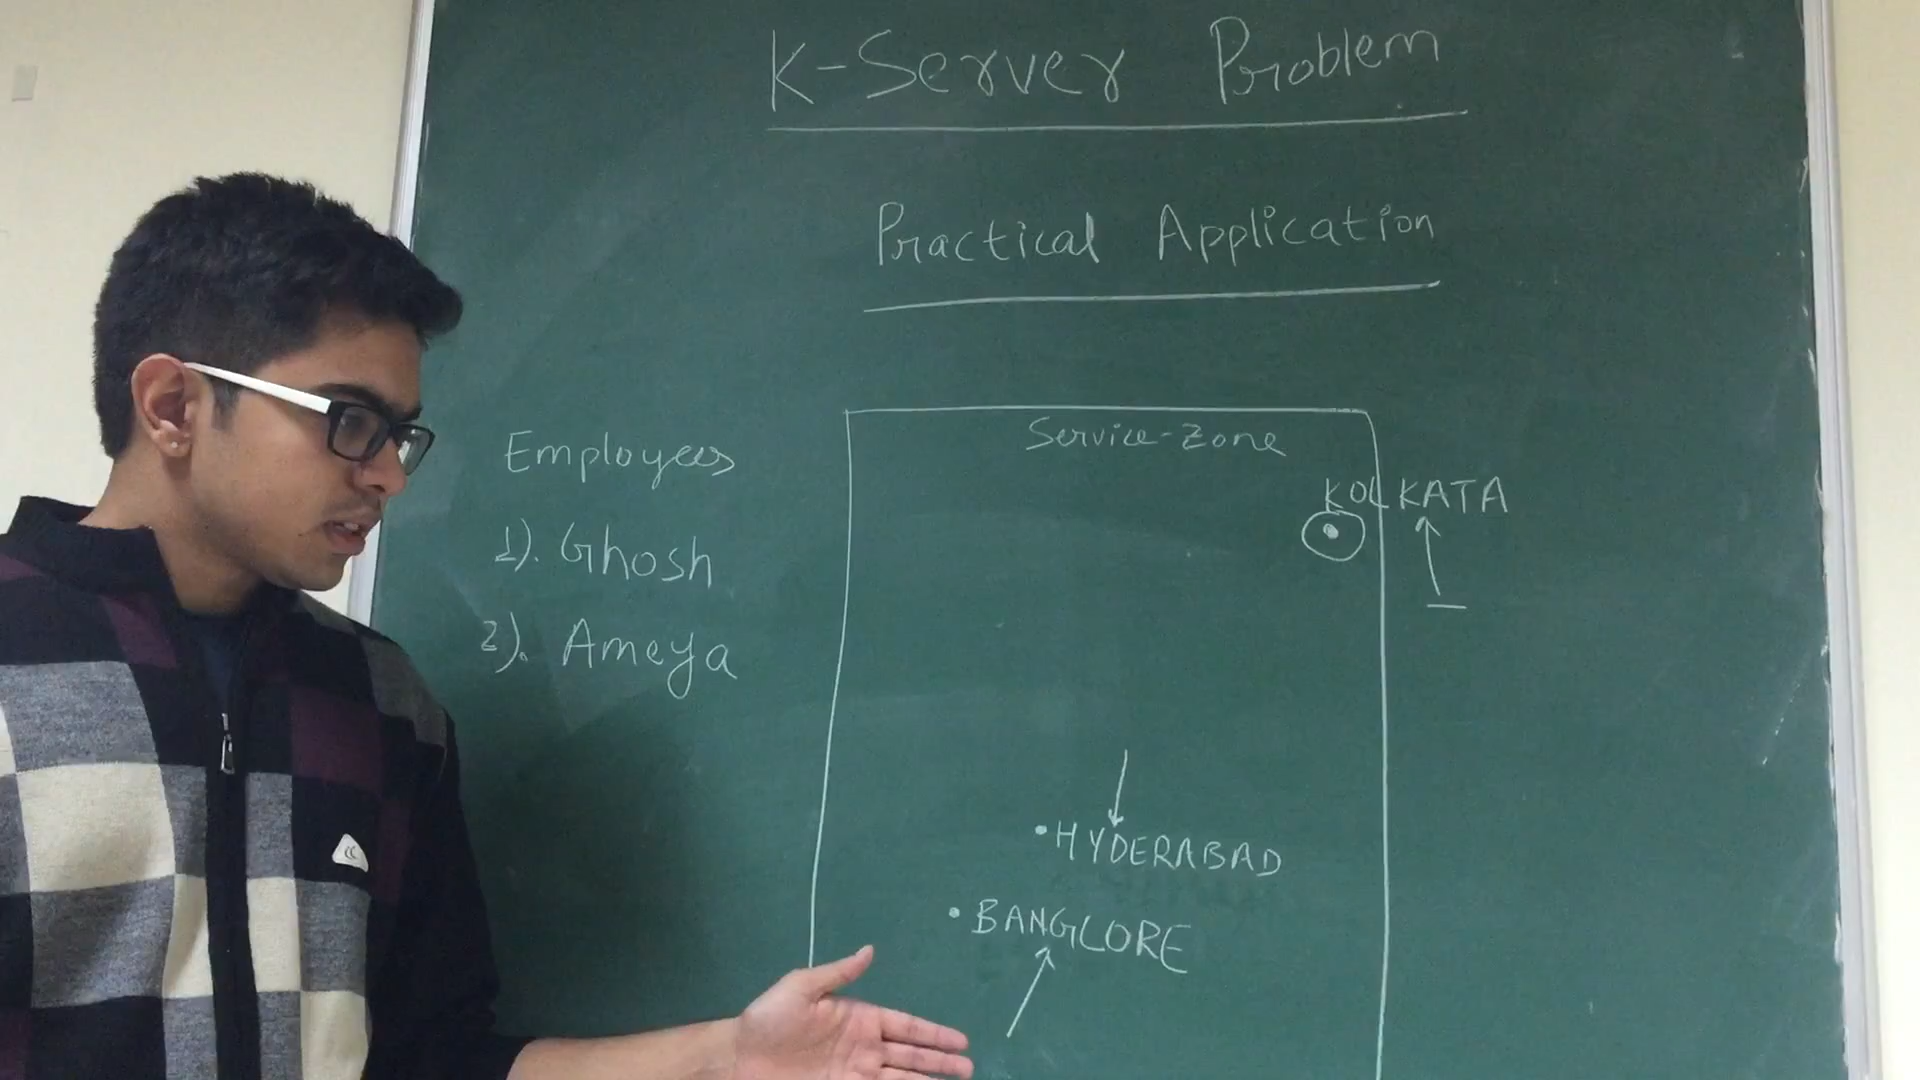 K-Server Problem
Practical Application
Service-Zone
Employees
KOLKATA
1). Ghosh
2). Ameya
HYDERABAD
BANGLORE